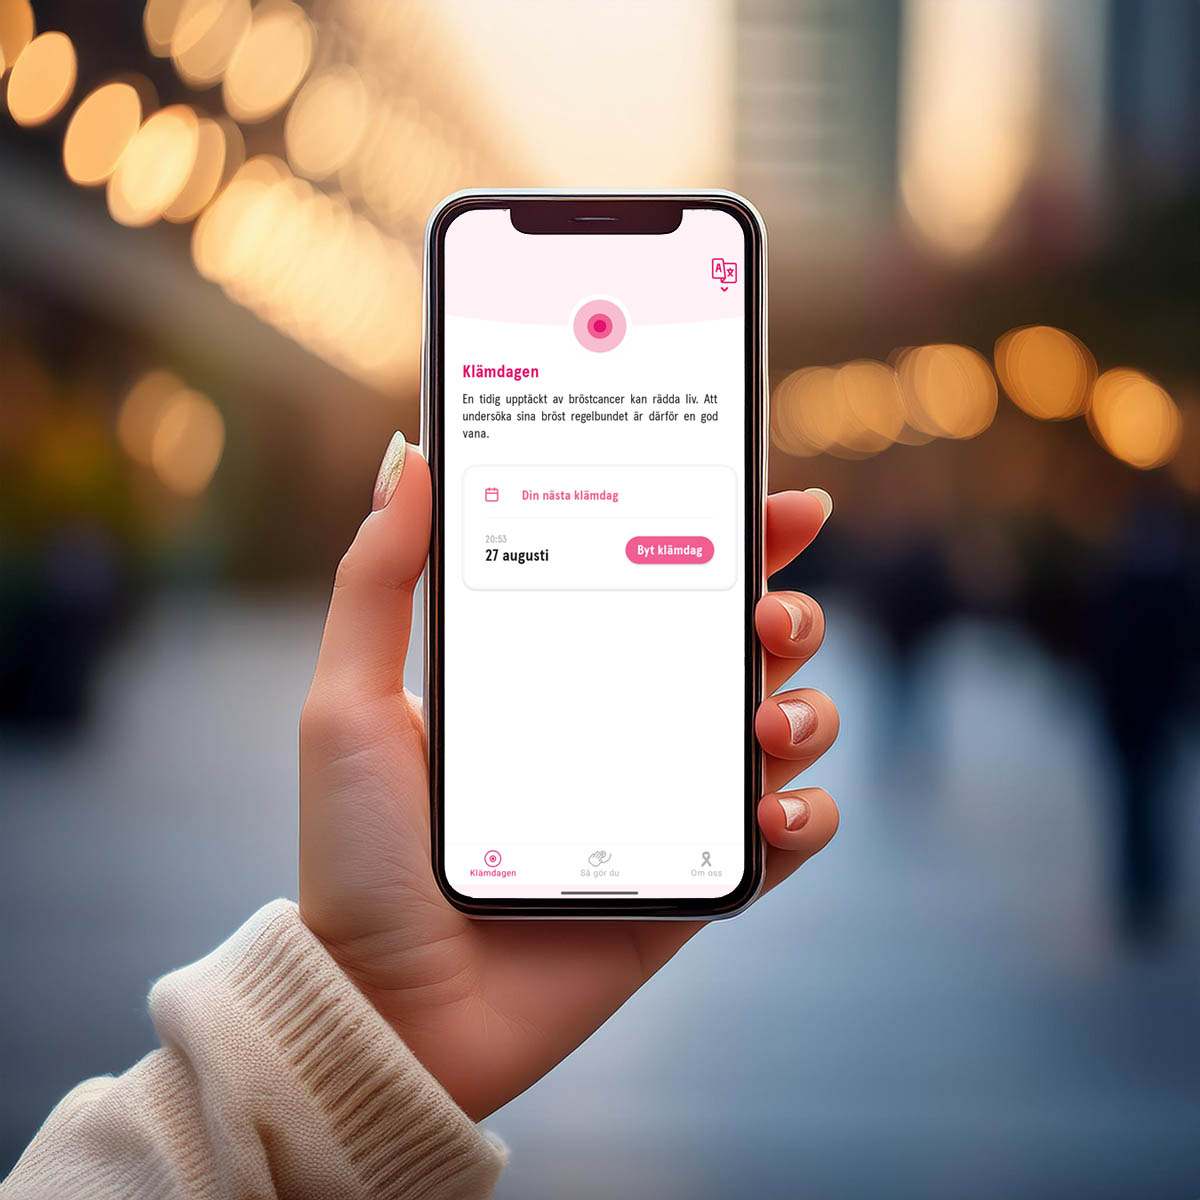 A
Klämdagen
En tidig upptäckt av bröstcancer kan rädda liv. Att
undersöka sina bröst regelbundet är därför en god
vana.
Din nästa klämdag
20:53
27 augusti
Byt klämdag
Klämdagen
Så gör du
Om oss